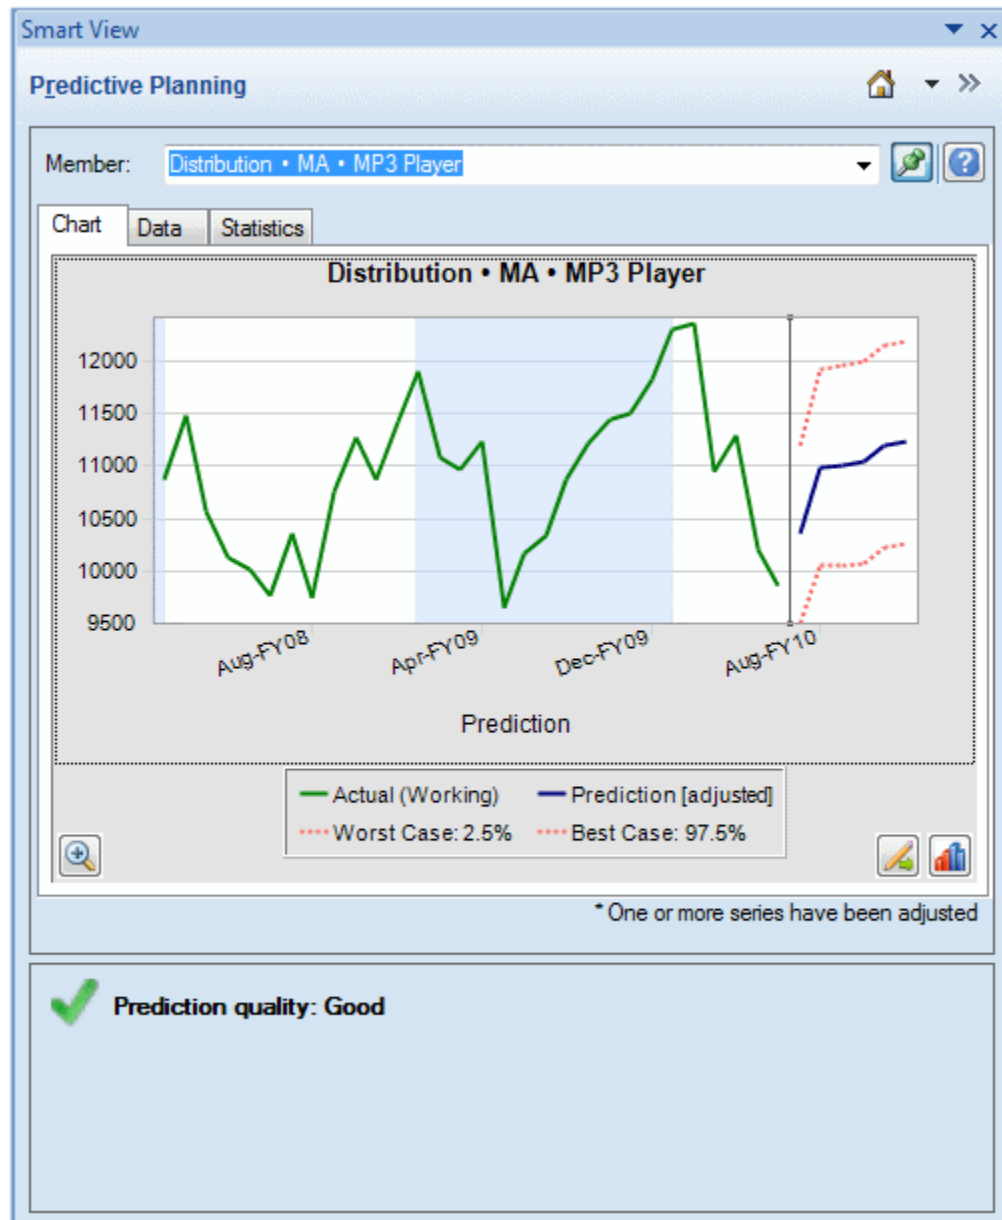 Smart View
Predictive Planning
Member: Distribution • MA • MP3 Player
Chart Data Statistics
Distribution • MA • MP3 Player
12000
11500
11000
10500
10000
9500
Aug-FY08 Apr-FY09 Dec-FY09 Aug-FY10
Prediction
Actual (Working) Prediction [adjusted]
Worst Case: 2.5% Best Case: 97.5%
* One or more series have been adjusted
Prediction quality: Good